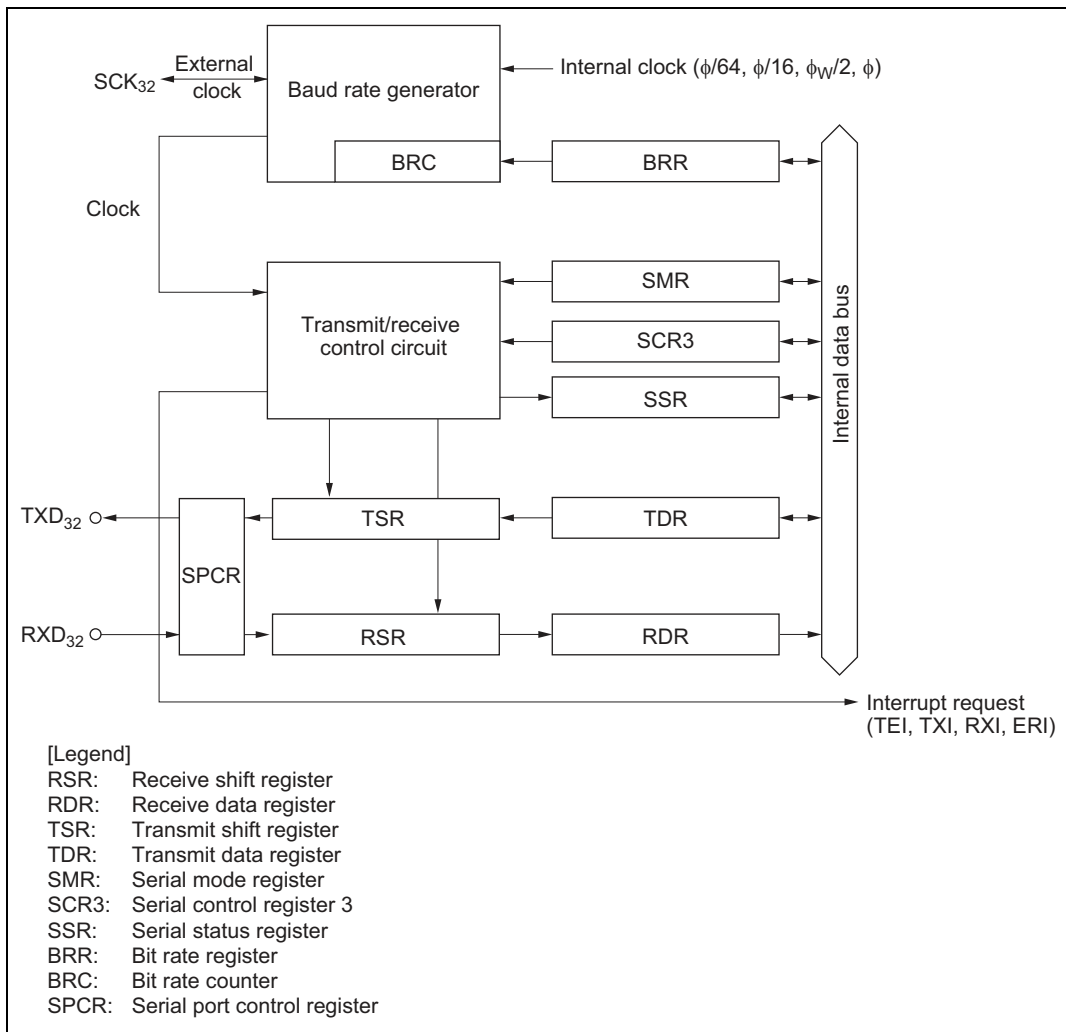 SCK32
External
clock
Baud rate generator
Internal clock (ϕ/64, ϕ/16, ϕW/2, ϕ)
BRC
BRR
Clock
Transmit/receive
control circuit
SMR
SCR3
SSR
Internal data bus
TXD32
TSR
TDR
SPCR
RXD32
RSR
RDR
Interrupt request
(TEI, TXI, RXI, ERI)
[Legend]
RSR: Receive shift register
RDR: Receive data register
TSR: Transmit shift register
TDR: Transmit data register
SMR: Serial mode register
SCR3: Serial control register 3
SSR: Serial status register
BRR: Bit rate register
BRC: Bit rate counter
SPCR: Serial port control register